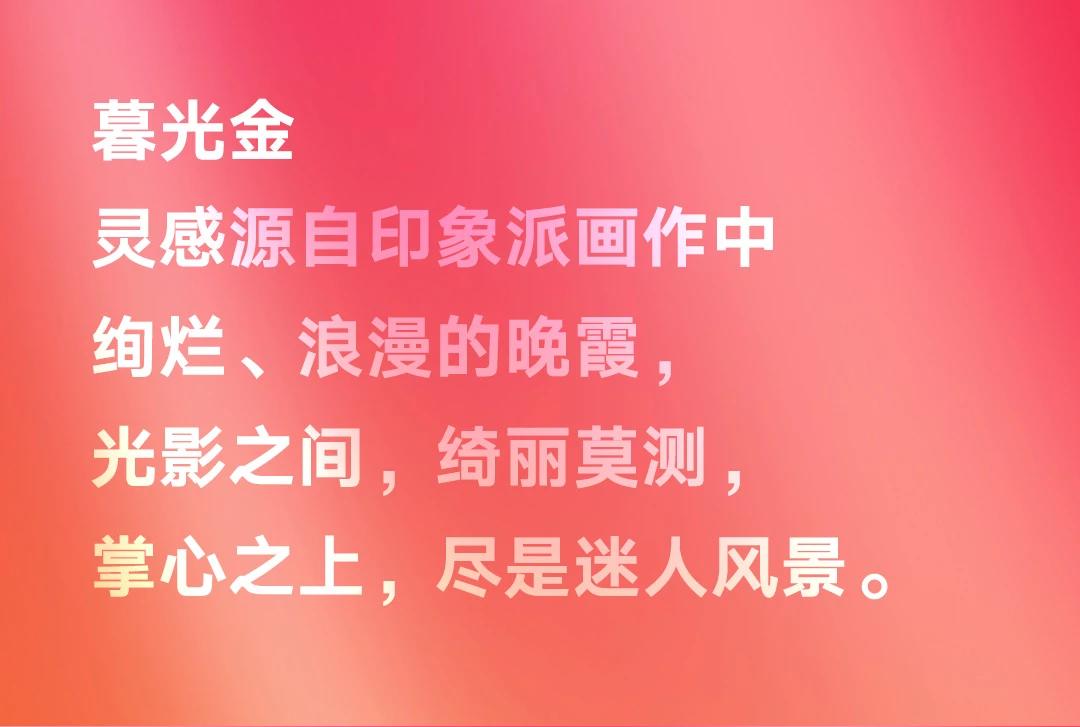 暮光金
灵感源自印象派画作中
绚烂、浪漫的晚霞，
光影之间，绮丽莫测，
掌心之上，尽是迷人风景。